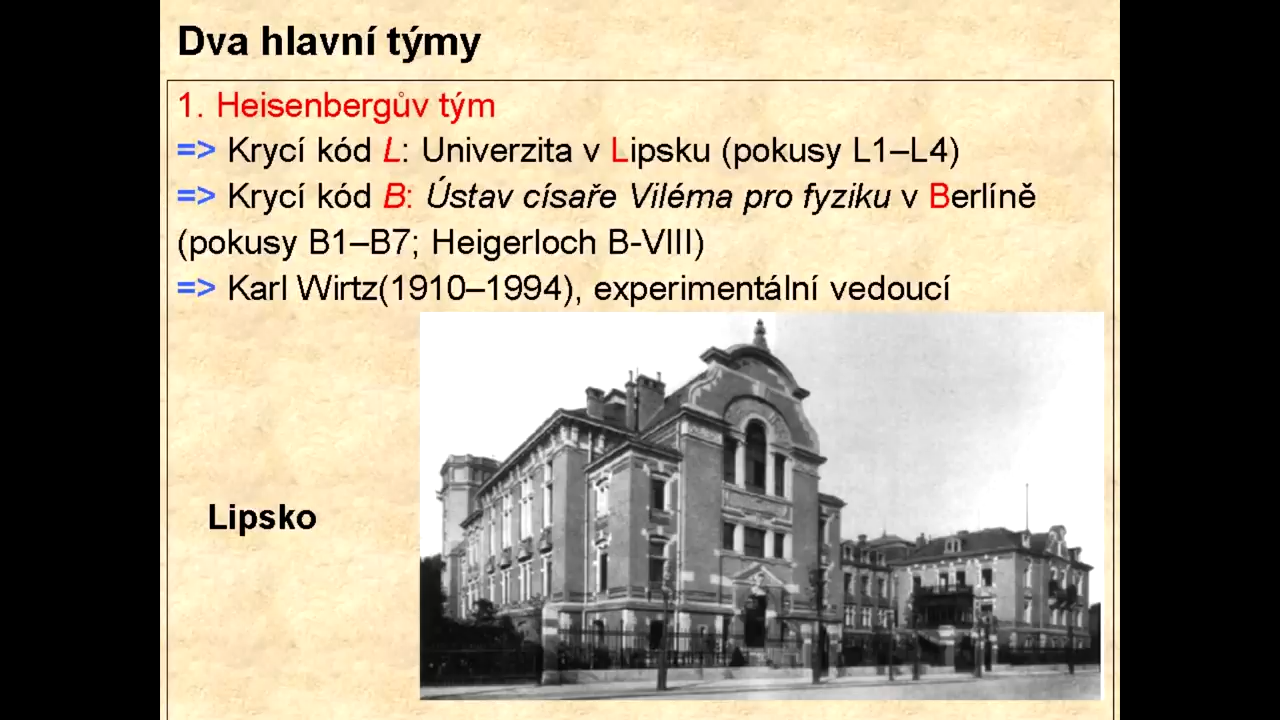 Dva hlavní týmy
1. Heisenbergův tým
=> Krycí kód L: Univerzita v Lipsku (pokusy L1–L4)
=> Krycí kód B: Ústav císaře Viléma pro fyziku v Berlíně
(pokusy B1–B7; Heigerloch B-VIII)
=> Karl Wirtz(1910–1994), experimentální vedoucí
Lipsko